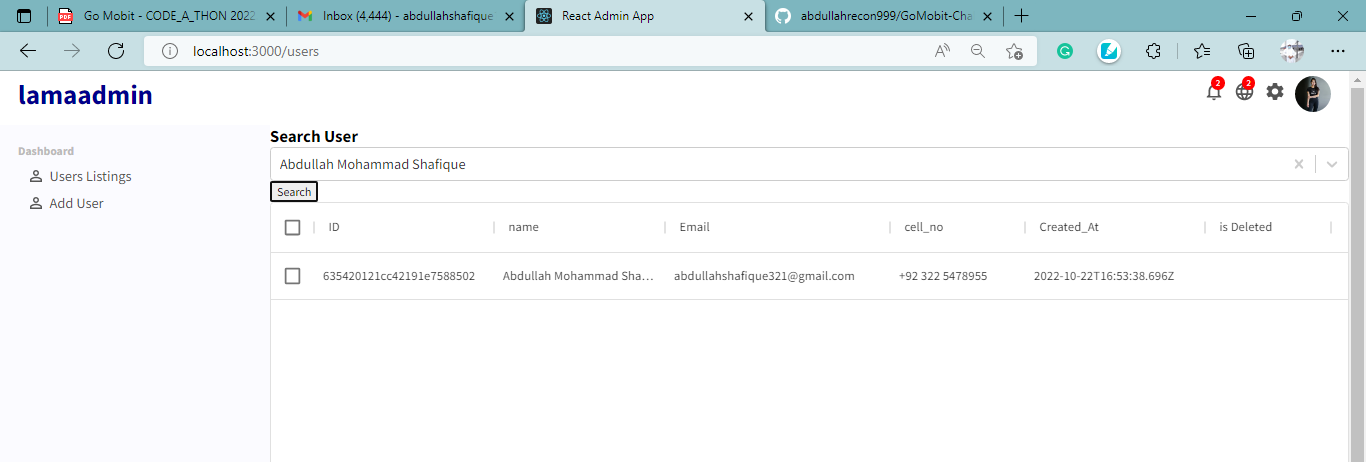 Go Mobit - CODE_A_THON 2022
Inbox (4,444) - abdullahshafique
React Admin App
abdullahrecon999/GoMobit-Cha
localhost:3000/users
lamaadmin
2
2
Dashboard
Users Listings
Add User
Search User
Abdullah Mohammad Shafique
Search
ID name Email cell_no Created_At is Deleted
635420121cc42191e7588502 Abdullah Mohammad Sha... abdullahshafique321@gmail.com +92 322 5478955 2022-10-22T16:53:38.696Z